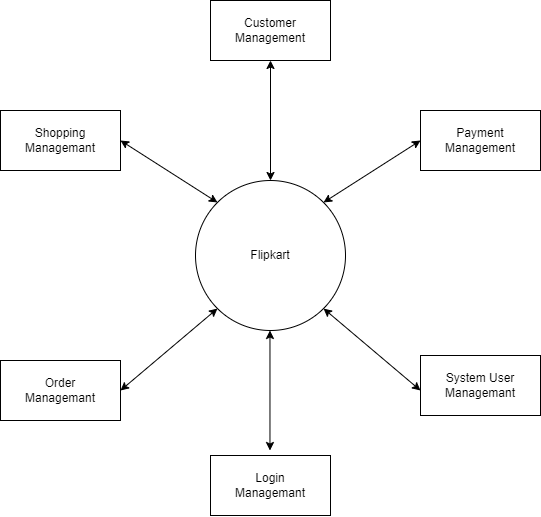 Customer
Management
Shopping
Managemant
Payment
Management
Flipkart
Order
Managemant
System User
Managemant
Login
Managemant